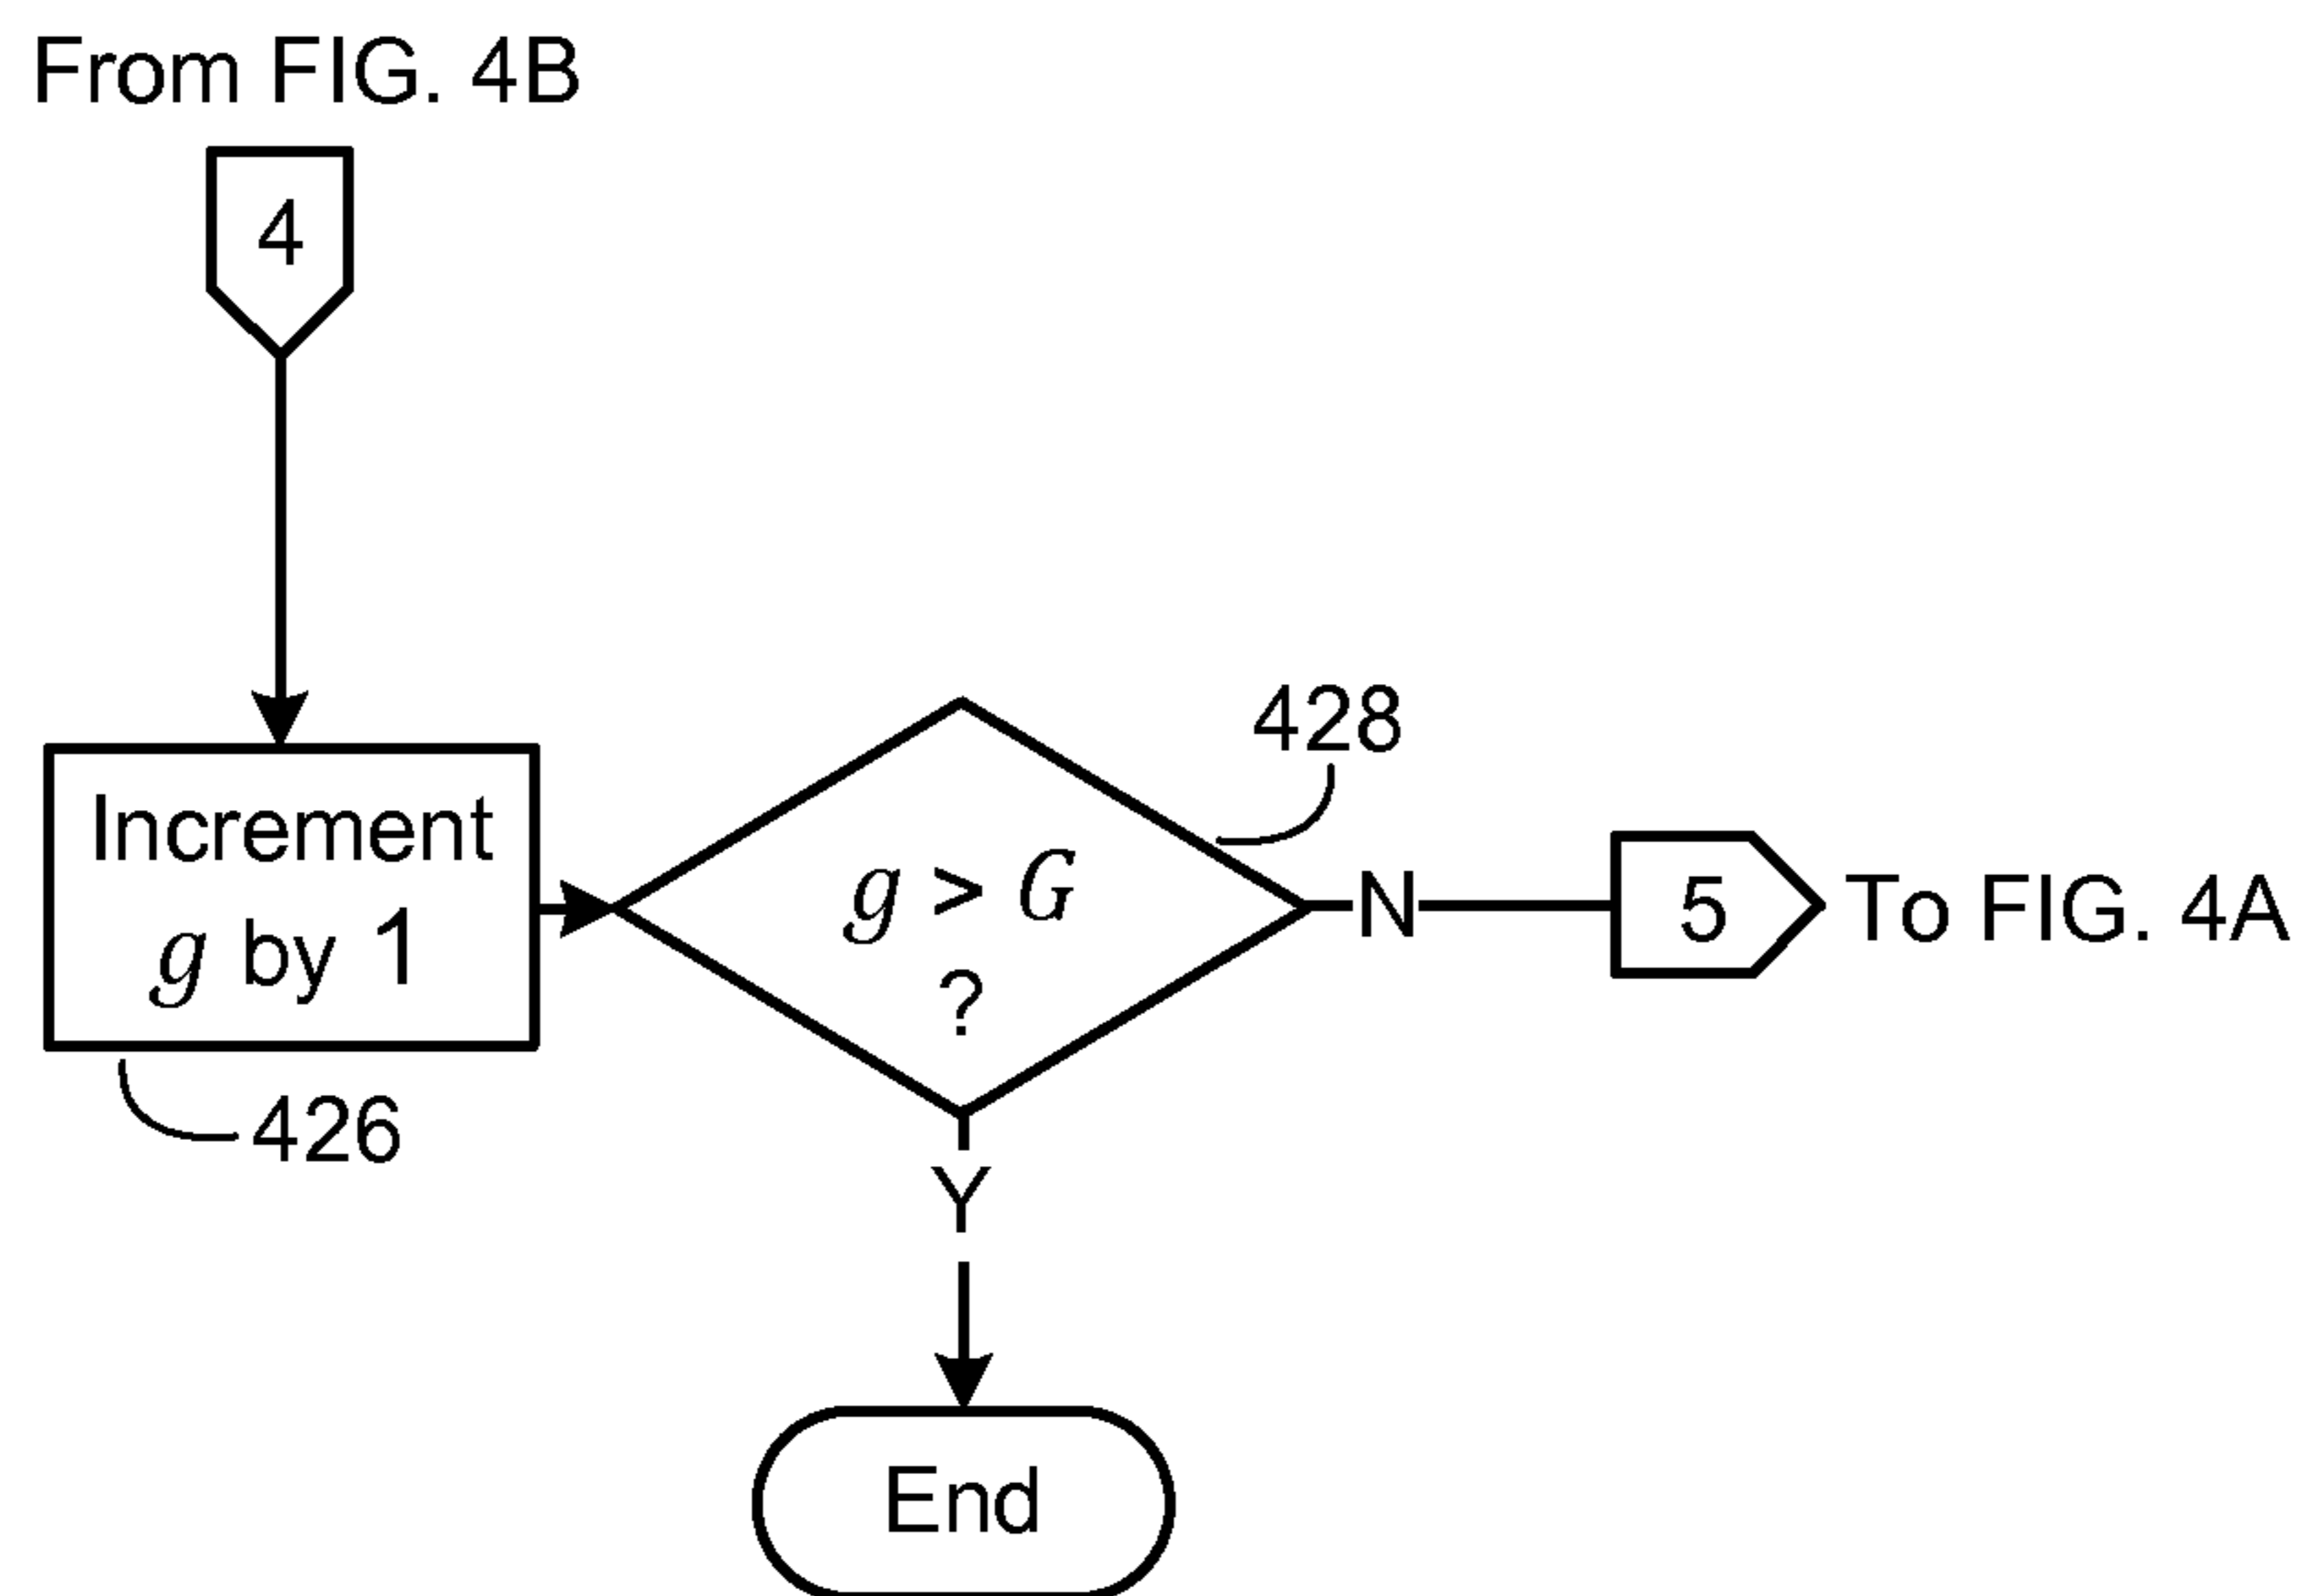 From FIG. 4B
4
Increment
g by 1
426
g > G
?
428
N
5
To FIG. 4A
Y
End